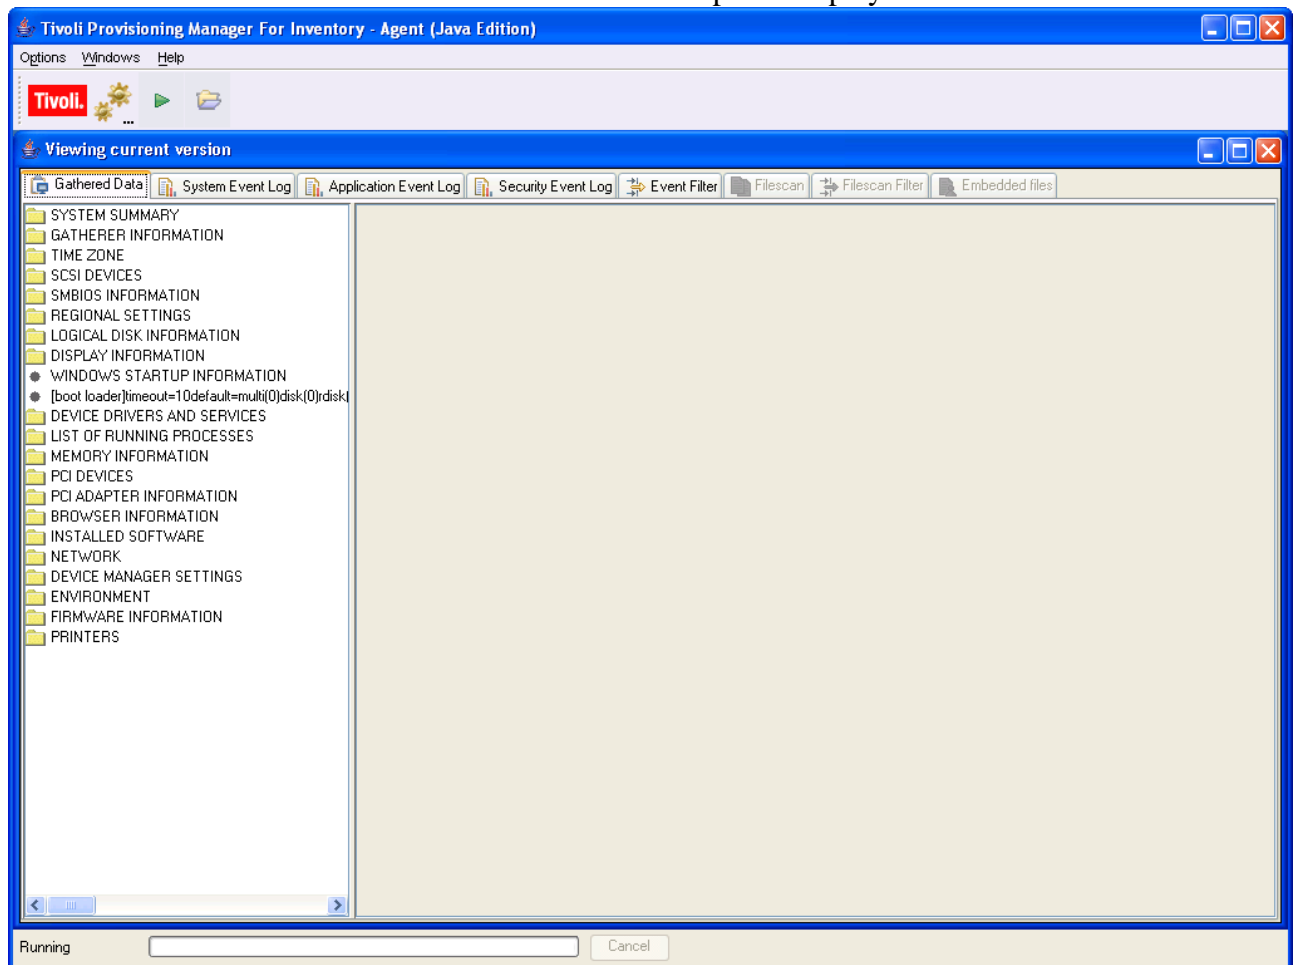 Tivoli Provisioning Manager For Inventory - Agent (Java Edition)
Options Windows Help
Tivoli. ...
Viewing current version
Gathered Data System Event Log Application Event Log Security Event Log Event Filter Filescan Filescan Filter Embedded files
SYSTEM SUMMARY
GATHERER INFORMATION
TIME ZONE
SCSI DEVICES
SMBIOS INFORMATION
REGIONAL SETTINGS
LOGICAL DISK INFORMATION
DISPLAY INFORMATION
WINDOWS STARTUP INFORMATION
[boot loader]timeout=10default=multi(0)disk(0)rdisk(
DEVICE DRIVERS AND SERVICES
LIST OF RUNNING PROCESSES
MEMORY INFORMATION
PCI DEVICES
PCI ADAPTER INFORMATION
BROWSER INFORMATION
INSTALLED SOFTWARE
NETWORK
DEVICE MANAGER SETTINGS
ENVIRONMENT
FIRMWARE INFORMATION
PRINTERS
Running Cancel